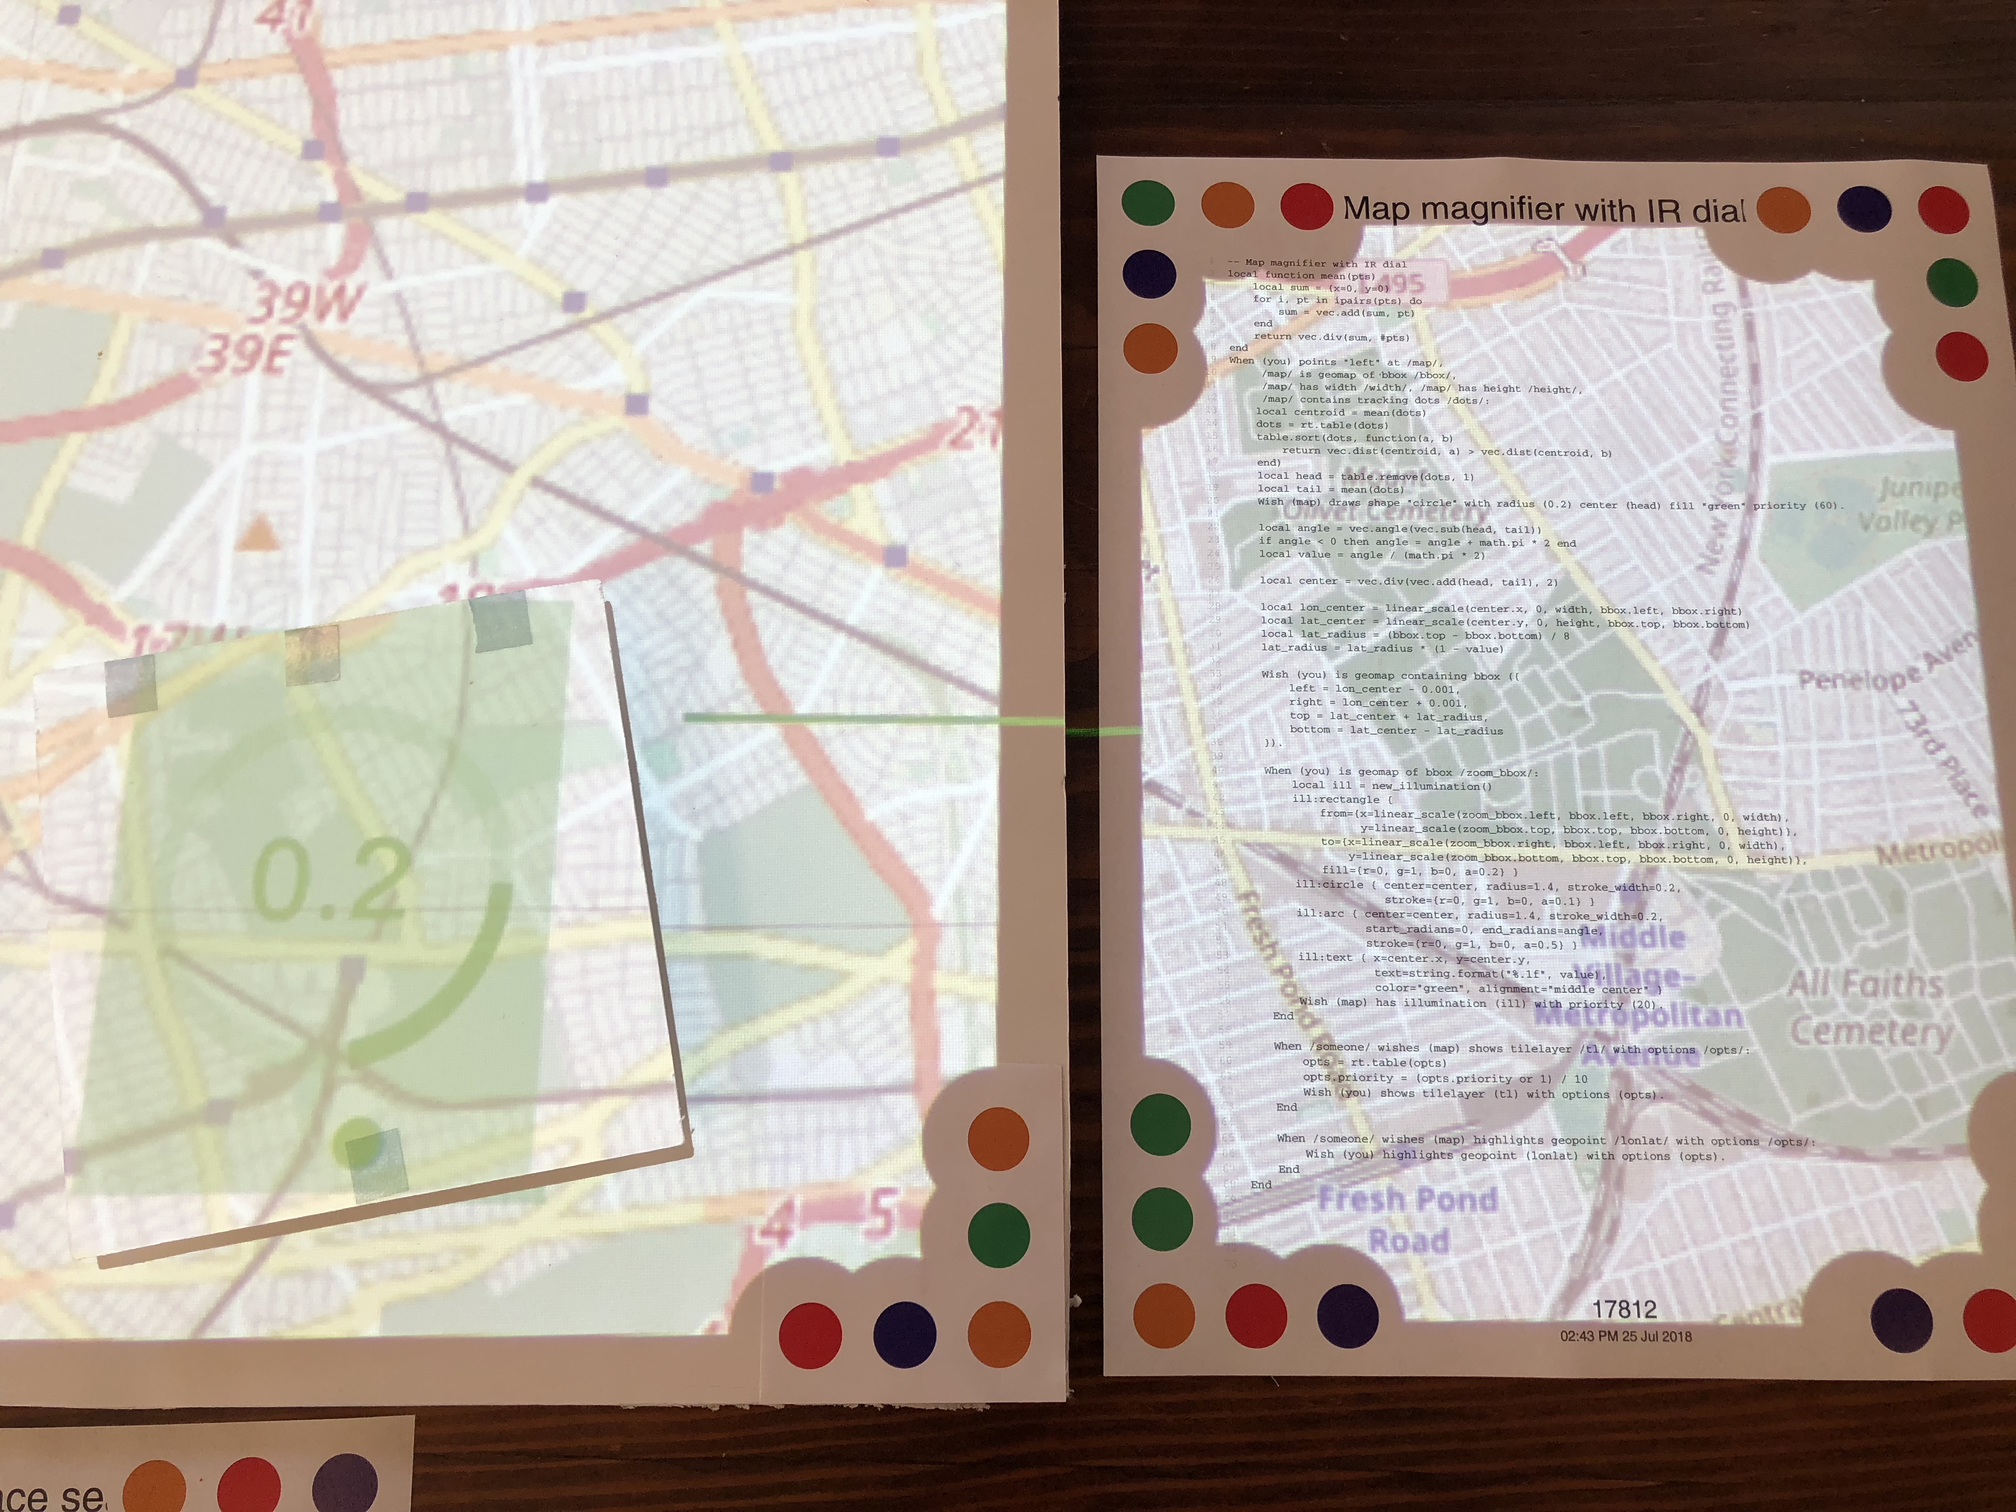 41
39W
39E
21
0.2
4
5
ace se
Map magnifier with IR dial
-- Map magnifier with IR dial
local function mean(pts)
local sum = {x=0, y=0}
for i, pt in ipairs(pts) do
sum = vec.add(sum, pt)
end
return vec.div(sum, #pts)
end
When (you) points "left" at /map/,
/map/ is geomap of bbox /bbox/,
/map/ has width /width/, /map/ has height /height/,
/map/ contains tracking dots /dots/:
local centroid = mean(dots)
dots = rt.table(dots)
table.sort(dots, function(a, b)
return vec.dist(centroid, a) > vec.dist(centroid, b)
end)
local head = table.remove(dots, 1)
local tail = mean(dots)
Wish (map) draws shape "circle" with radius (0.2) center (head) fill "green" priority (60).
local angle = vec.angle(vec.sub(head, tail))
if angle < 0 then angle = angle + math.pi * 2 end
local value = angle / (math.pi * 2)
local center = vec.div(vec.add(head, tail), 2)
local lon_center = linear_scale(center.x, 0, width, bbox.left, bbox.right)
local lat_center = linear_scale(center.y, 0, height, bbox.top, bbox.bottom)
local lat_radius = (bbox.top - bbox.bottom) / 8
lat_radius = lat_radius * (1 - value)
Wish (you) is geomap containing bbox ({
left = lon_center - 0.001,
right = lon_center + 0.001,
top = lat_center + lat_radius,
bottom = lat_center - lat_radius
}).
When (you) is geomap of bbox /zoom_bbox/:
local ill = new_illumination()
ill:rectangle {
from={x=linear_scale(zoom_bbox.left, bbox.left, bbox.right, 0, width),
y=linear_scale(zoom_bbox.top, bbox.top, bbox.bottom, 0, height)},
to={x=linear_scale(zoom_bbox.right, bbox.left, bbox.right, 0, width),
y=linear_scale(zoom_bbox.bottom, bbox.top, bbox.bottom, 0, height)},
fill={r=0, g=1, b=0, a=0.2} }
ill:circle { center=center, radius=1.4, stroke_width=0.2,
stroke={r=0, g=1, b=0, a=0.1} }
ill:arc { center=center, radius=1.4, stroke_width=0.2,
start_radians=0, end_radians=angle,
stroke={r=0, g=1, b=0, a=0.5} }
ill:text { x=center.x, y=center.y,
text=string.format("%.1f", value),
color="green", alignment="middle center" }
Wish (map) has illumination (ill) with priority (20).
End
When /someone/ wishes (map) shows tilelayer /tl/ with options /opts/:
opts = rt.table(opts)
opts.priority = (opts.priority or 1) / 10
Wish (you) shows tilelayer (tl) with options (opts).
End
When /someone/ wishes (map) highlights geopoint /lonlat/ with options /opts/:
Wish (you) highlights geopoint (lonlat) with options (opts).
End
End
95
New York Connecting Ra
Junipe
Valley P
Penelope Aven
73rd Place
Metropol
Fresh Pond
Middle
Village-
Metropolitan
Avenue
All Faiths
Cemetery
Fresh Pond
Road
17812
02:43 PM 25 Jul 2018